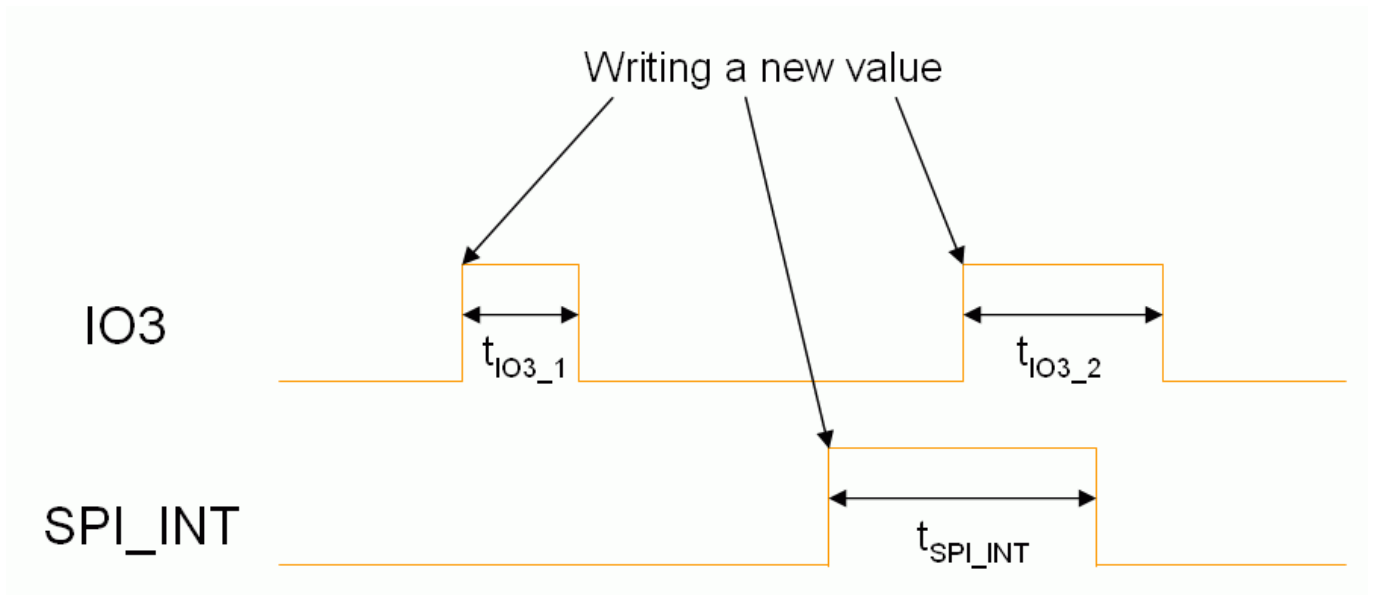 Writing a new value
IO3
tIO3_1
tIO3_2
SPI_INT
tSPI_INT